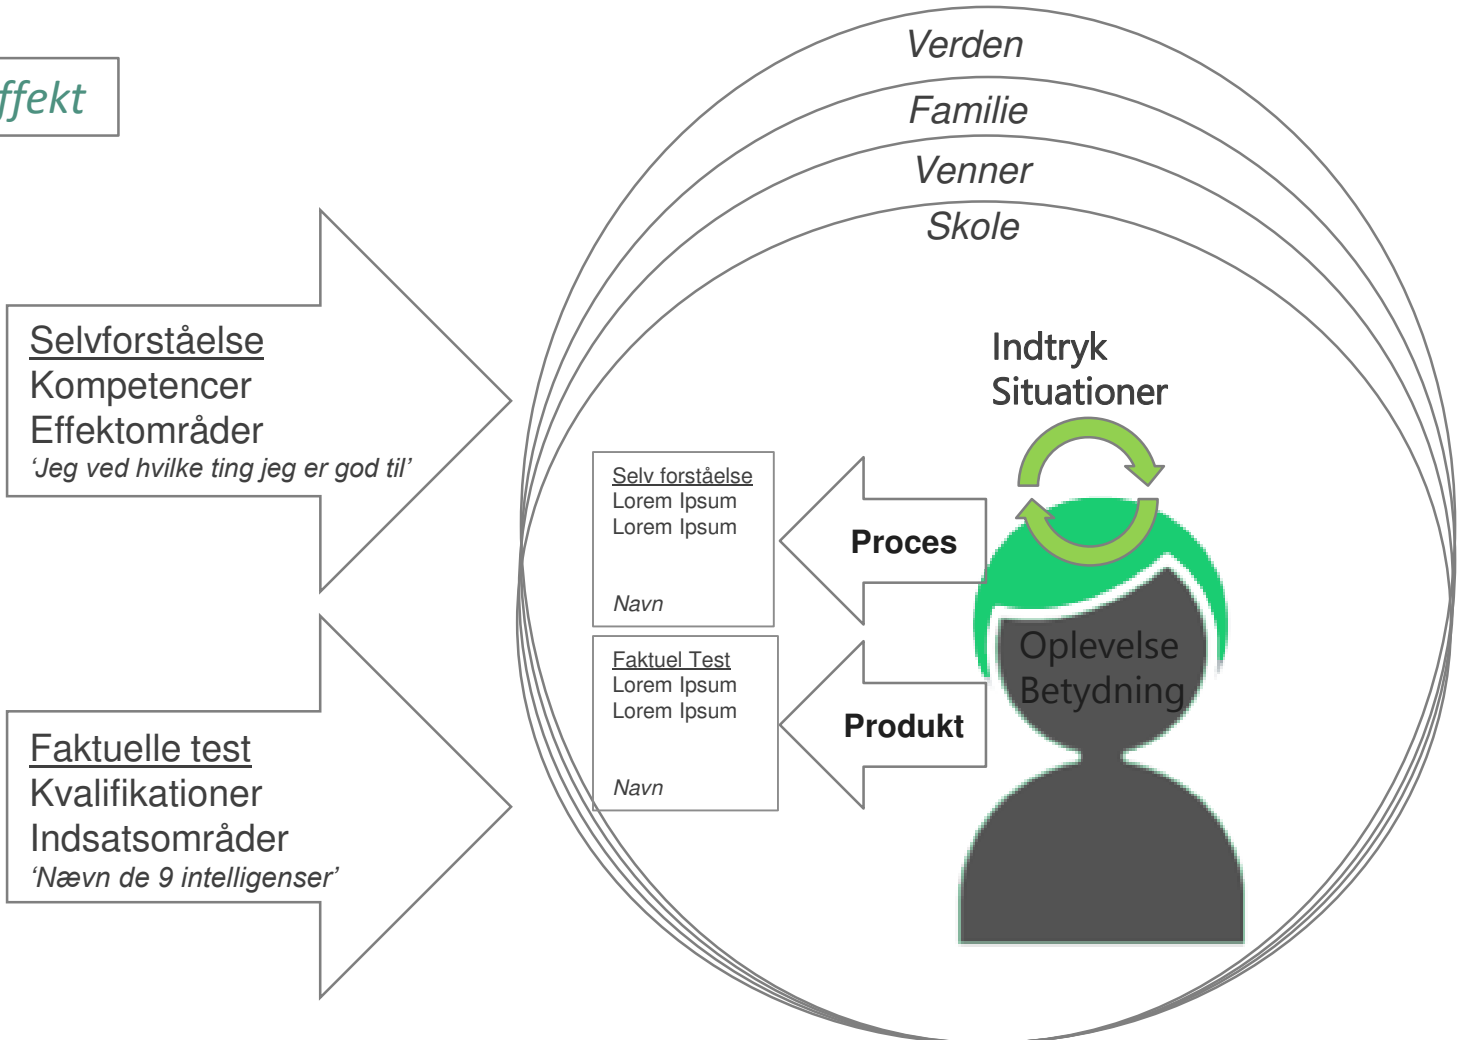 ffekt
Verden
Familie
Venner
Skole
Selvforståelse
Kompetencer
Effektområder
‘Jeg ved hvilke ting jeg er god til’
Faktuelle test
Kvalifikationer
Indsatsområder
‘Nævn de 9 intelligenser’
Indtryk
Situationer
Selv forståelse
Lorem Ipsum
Lorem Ipsum
Navn
Proces
Faktuel Test
Lorem Ipsum
Lorem Ipsum
Navn
Produkt
Oplevelse
Betydning